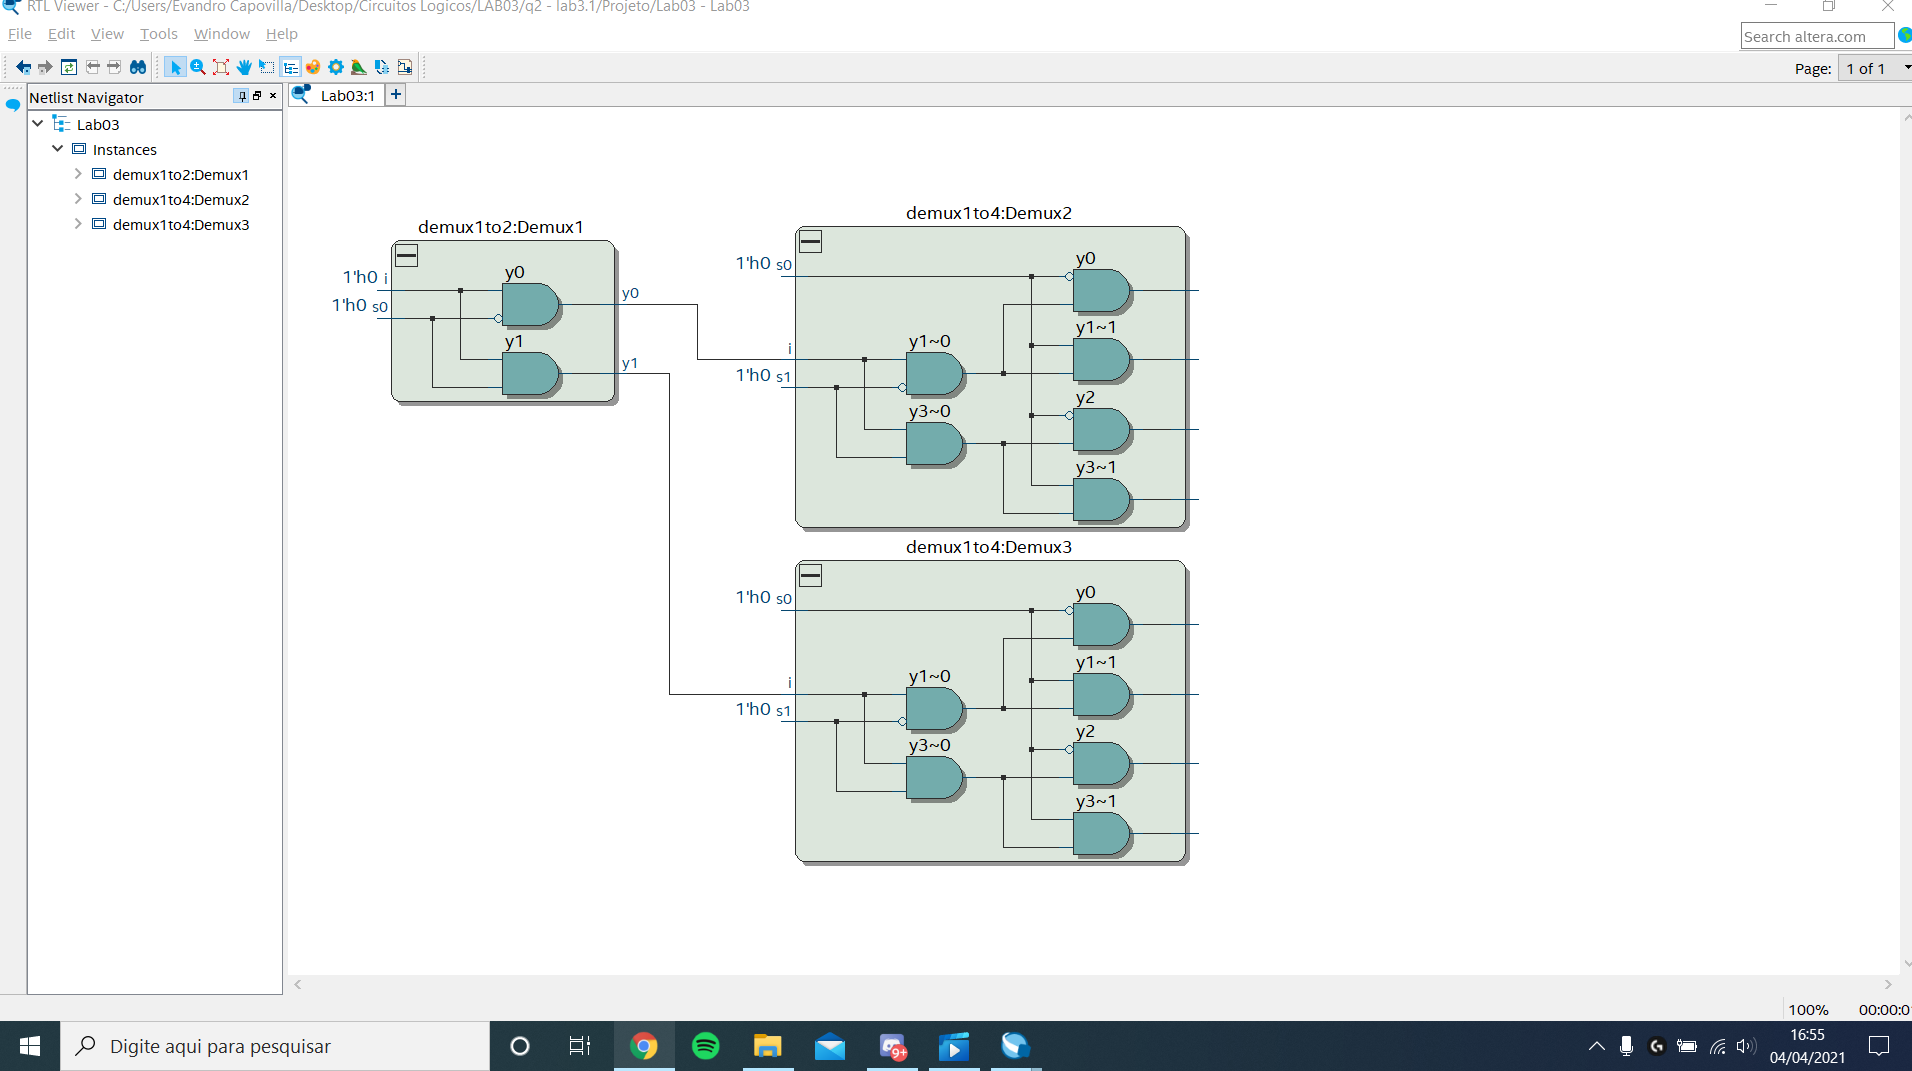 RTL Viewer - C:/Users/Evandro Capovilla/Desktop/Circuitos Logicos/LAB03/q2 - lab3.1/Projeto/Lab03 - Lab03
File Edit View Tools Window Help
Search altera.com
Page: 1 of 1
Netlist Navigator
Lab03:1
Lab03
Instances
demux1to2:Demux1
demux1to4:Demux2
demux1to4:Demux3
demux1to2:Demux1
1'h0 i
1'h0 s0
y0
y1
y0
y1
demux1to4:Demux2
1'h0 s0
i
1'h0 s1
y1~0
y3~0
y0
y1~1
y2
y3~1
demux1to4:Demux3
1'h0 s0
i
1'h0 s1
y1~0
y3~0
y0
y1~1
y2
y3~1
100% 00:00:0
Digite aqui para pesquisar
9+
16:55
04/04/2021